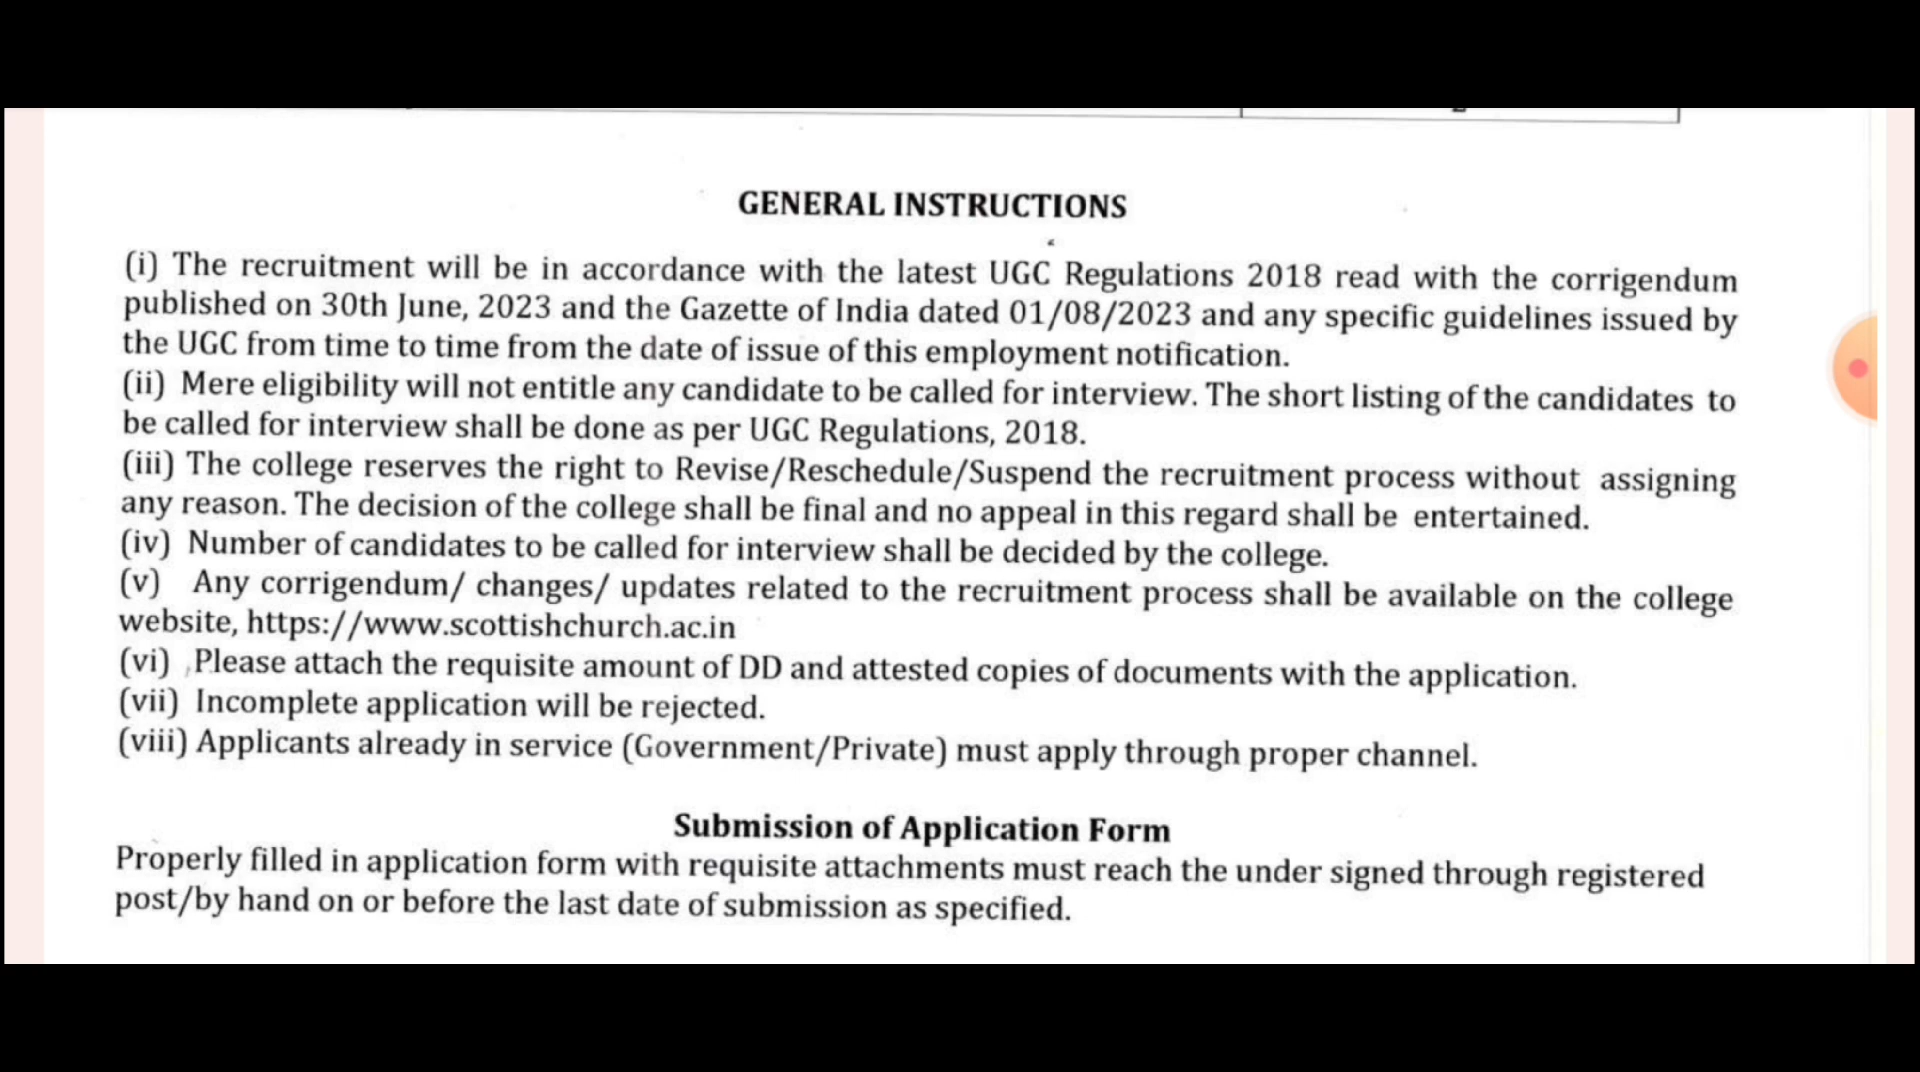 GENERAL INSTRUCTIONS
(i) The recruitment will be in accordance with the latest UGC Regulations 2018 read with the corrigendum
published on 30th June, 2023 and the Gazette of India dated 01/08/2023 and any specific guidelines issued by
the UGC from time to time from the date of issue of this employment notification.
(ii) Mere eligibility will not entitle any candidate to be called for interview. The short listing of the candidates to
be called for interview shall be done as per UGC Regulations, 2018.
(iii) The college reserves the right to Revise/Reschedule/Suspend the recruitment process without assigning
any reason. The decision of the college shall be final and no appeal in this regard shall be entertained.
(iv) Number of candidates to be called for interview shall be decided by the college.
(v) Any corrigendum/ changes/ updates related to the recruitment process shall be available on the college
website, https://www.scottishchurch.ac.in
(vi) Please attach the requisite amount of DD and attested copies of documents with the application.
(vii) Incomplete application will be rejected.
(viii) Applicants already in service (Government/Private) must apply through proper channel.
Submission of Application Form
Properly filled in application form with requisite attachments must reach the under signed through registered
post/by hand on or before the last date of submission as specified.